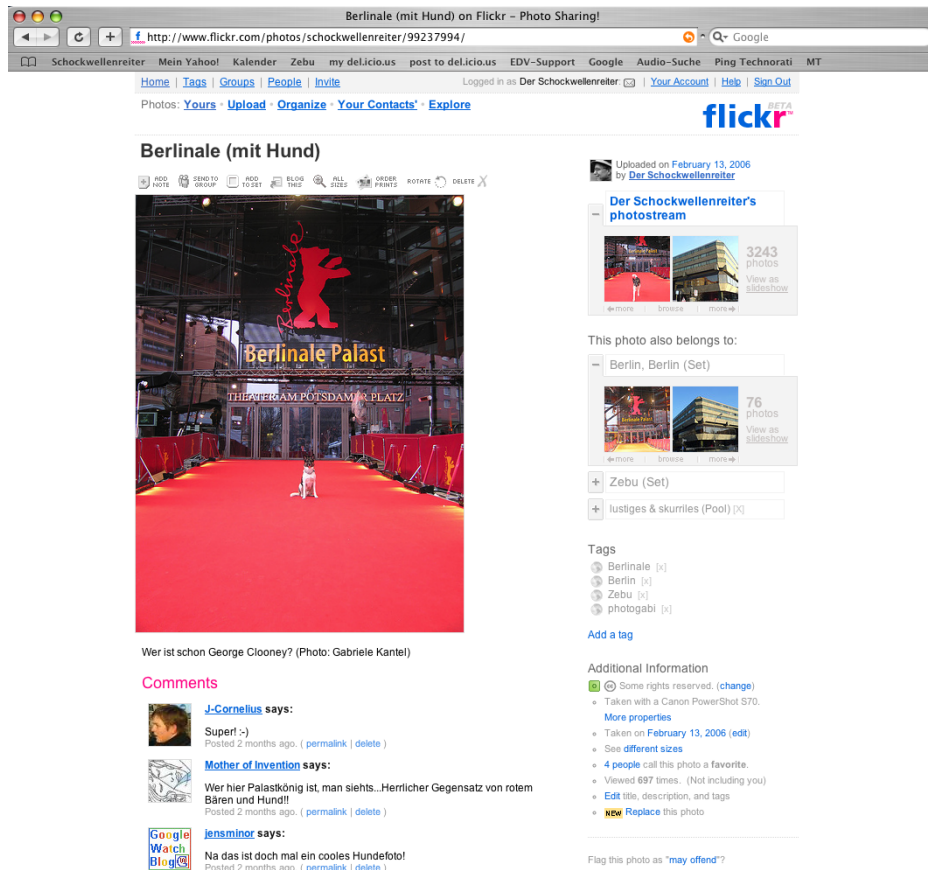 Berlinale (mit Hund) on Flickr – Photo Sharing!
http://www.flickr.com/photos/schockwellenreiter/99237994/
Google
Schockwellenreiter Mein Yahoo! Kalender Zebu my del.icio.us post to del.icio.us EDV-Support Google Audio-Suche Ping Technorati MT
Home | Tags | Groups | People | Invite
Logged in as Der Schockwellenreiter | Your Account | Help | Sign Out
Photos: Yours • Upload • Organize • Your Contacts' • Explore
flickr BETA
TM
Berlinale (mit Hund)
ADD NOTE SEND TO GROUP ADD TO SET BLOG THIS ALL SIZES ORDER PRINTS ROTATE DELETE
Berlinale
Berlinale Palast
THEATER AM POTSDAMER PLATZ
Wer ist schon George Clooney? (Photo: Gabriele Kantel)
Comments
J-Cornelius says:
Super! :-)
Posted 2 months ago. ( permalink | delete )
Mother of Invention says:
Wer hier Palastkönig ist, man siehts...Herrlicher Gegensatz von rotem
Bären und Hund!!
Posted 2 months ago. ( permalink | delete )
Google
Watch
Blog
jensminor says:
Na das ist doch mal ein cooles Hundefoto!
Posted 2 months ago. ( permalink | delete )
Uploaded on February 13, 2006
by Der Schockwellenreiter
Der Schockwellenreiter's
photostream
3243
photos
View as
slideshow
more | browse | more
This photo also belongs to:
Berlin, Berlin (Set)
76
photos
View as
slideshow
more | browse | more
Zebu (Set)
lustiges & skurriles (Pool) [X]
Tags
Berlinale [x]
Berlin [x]
Zebu [x]
photogabi [x]
Add a tag
Additional Information
cc Some rights reserved. (change)
Taken with a Canon PowerShot S70.
More properties
Taken on February 13, 2006 (edit)
See different sizes
4 people call this photo a favorite.
Viewed 697 times. (Not including you)
Edit title, description, and tags
NEW Replace this photo
Flag this photo as "may offend"?